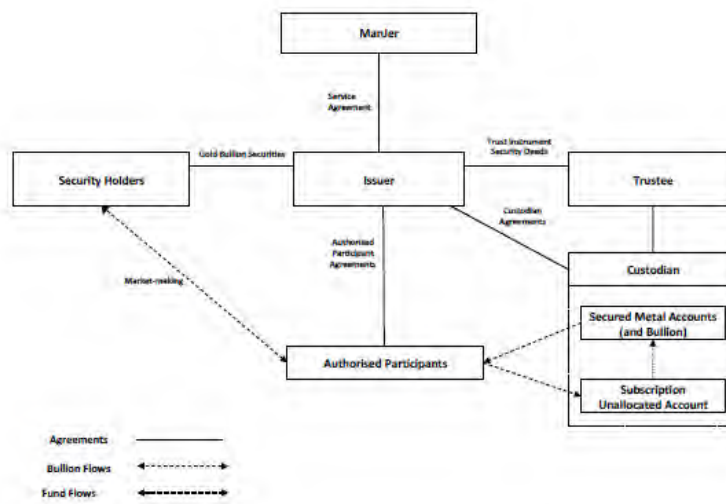 ManJer
Service
Agreement
Gold Bullion Securities
Trust Instrument
Security Deeds
Security Holders
Issuer
Trustee
Custodian
Agreements
Authorised
Participant
Agreements
Custodian
Market-making
Secured Metal Accounts
(and Bullion)
Authorised Participants
Subscription
Unallocated Account
Agreements
Bullion Flows
Fund Flows